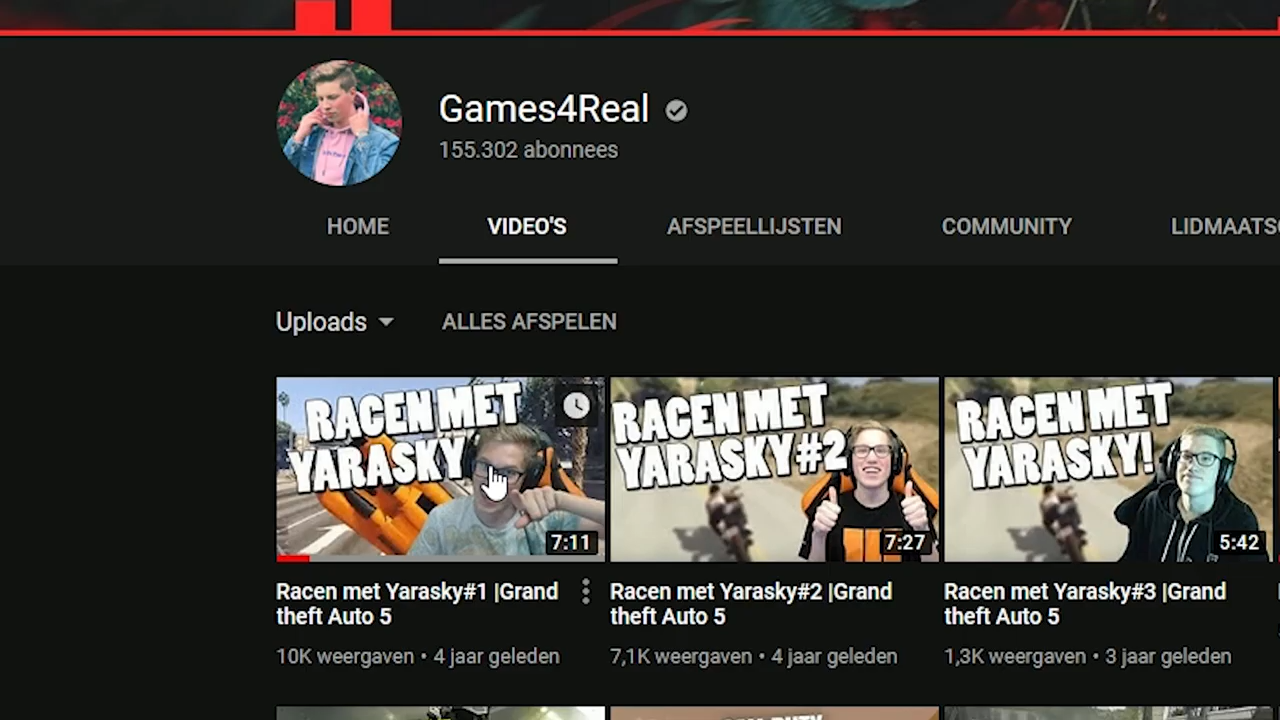 Games4Real
155.302 abonnees
HOME
VIDEO'S
AFSPEELLIJSTEN
COMMUNITY
Uploads
ALLES AFSPELEN
RACEN MET
YARASKY
7:11
RACEN MET
YARASKY#2
7:27
RACEN MET
YARASKY!
5:42
Racen met Yarasky#1 |Grand
theft Auto 5
10K weergaven • 4 jaar geleden
Racen met Yarasky#2 |Grand
theft Auto 5
7,1K weergaven • 4 jaar geleden
Racen met Yarasky#3 |Grand
theft Auto 5
1,3K weergaven • 3 jaar geleden